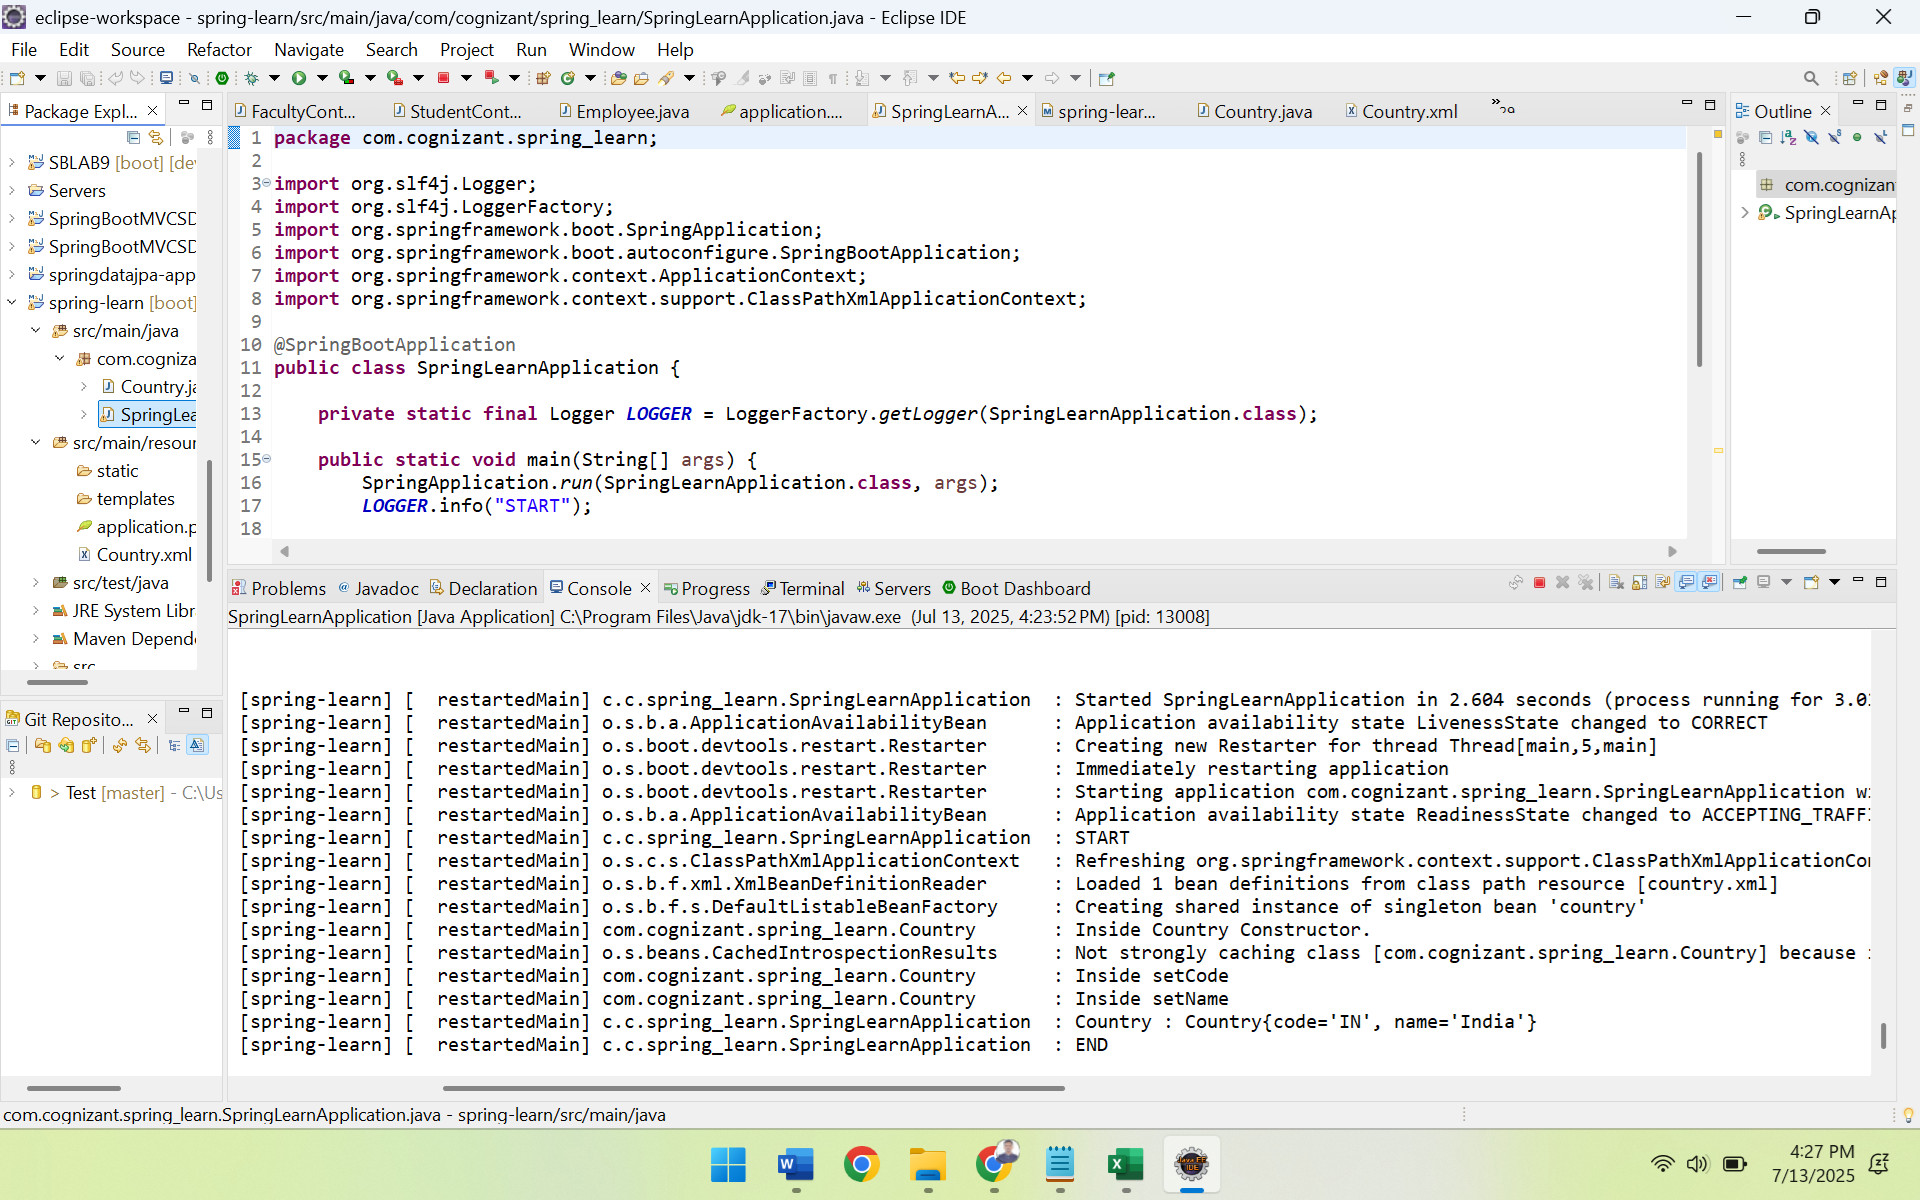 eclipse-workspace - spring-learn/src/main/java/com/cognizant/spring_learn/SpringLearnApplication.java - Eclipse IDE
File Edit Source Refactor Navigate Search Project Run Window Help
Package Expl...
SBLAB9 [boot] [de
Servers
SpringBootMVCSD
SpringBootMVCSD
springdatajpa-app
spring-learn [boot]
src/main/java
com.cogniza
Country.ja
SpringLea
src/main/resour
static
templates
application.p
Country.xml
src/test/java
JRE System Libr
Maven Depend
src
Git Reposito...
> Test [master] - C:\Us
FacultyCont... StudentCont... Employee.java application.... SpringLearnA... spring-lear... Country.java Country.xml »29
1 package com.cognizant.spring_learn;
2
3 import org.slf4j.Logger;
4 import org.slf4j.LoggerFactory;
5 import org.springframework.boot.SpringApplication;
6 import org.springframework.boot.autoconfigure.SpringBootApplication;
7 import org.springframework.context.ApplicationContext;
8 import org.springframework.context.support.ClassPathXmlApplicationContext;
9
10 @SpringBootApplication
11 public class SpringLearnApplication {
12
13 private static final Logger LOGGER = LoggerFactory.getLogger(SpringLearnApplication.class);
14
15 public static void main(String[] args) {
16 SpringApplication.run(SpringLearnApplication.class, args);
17 LOGGER.info("START");
18
Outline
com.cognizan
SpringLearnAp
Problems Javadoc Declaration Console Progress Terminal Servers Boot Dashboard
SpringLearnApplication [Java Application] C:\Program Files\Java\jdk-17\bin\javaw.exe (Jul 13, 2025, 4:23:52 PM) [pid: 13008]
[spring-learn] [  restartedMain] c.c.spring_learn.SpringLearnApplication : Started SpringLearnApplication in 2.604 seconds (process running for 3.0
[spring-learn] [  restartedMain] o.s.b.a.ApplicationAvailabilityBean : Application availability state LivenessState changed to CORRECT
[spring-learn] [  restartedMain] o.s.boot.devtools.restart.Restarter : Creating new Restarter for thread Thread[main,5,main]
[spring-learn] [  restartedMain] o.s.boot.devtools.restart.Restarter : Immediately restarting application
[spring-learn] [  restartedMain] o.s.boot.devtools.restart.Restarter : Starting application com.cognizant.spring_learn.SpringLearnApplication wi
[spring-learn] [  restartedMain] o.s.b.a.ApplicationAvailabilityBean : Application availability state ReadinessState changed to ACCEPTING_TRAFF
[spring-learn] [  restartedMain] c.c.spring_learn.SpringLearnApplication : START
[spring-learn] [  restartedMain] o.s.c.s.ClassPathXmlApplicationContext : Refreshing org.springframework.context.support.ClassPathXmlApplicationCo
[spring-learn] [  restartedMain] o.s.b.f.xml.XmlBeanDefinitionReader : Loaded 1 bean definitions from class path resource [country.xml]
[spring-learn] [  restartedMain] o.s.b.f.s.DefaultListableBeanFactory : Creating shared instance of singleton bean 'country'
[spring-learn] [  restartedMain] com.cognizant.spring_learn.Country : Inside Country Constructor.
[spring-learn] [  restartedMain] o.s.beans.CachedIntrospectionResults : Not strongly caching class [com.cognizant.spring_learn.Country] because
[spring-learn] [  restartedMain] com.cognizant.spring_learn.Country : Inside setCode
[spring-learn] [  restartedMain] com.cognizant.spring_learn.Country : Inside setName
[spring-learn] [  restartedMain] c.c.spring_learn.SpringLearnApplication : Country : Country{code='IN', name='India'}
[spring-learn] [  restartedMain] c.c.spring_learn.SpringLearnApplication : END
com.cognizant.spring_learn.SpringLearnApplication.java - spring-learn/src/main/java
4:27 PM
7/13/2025